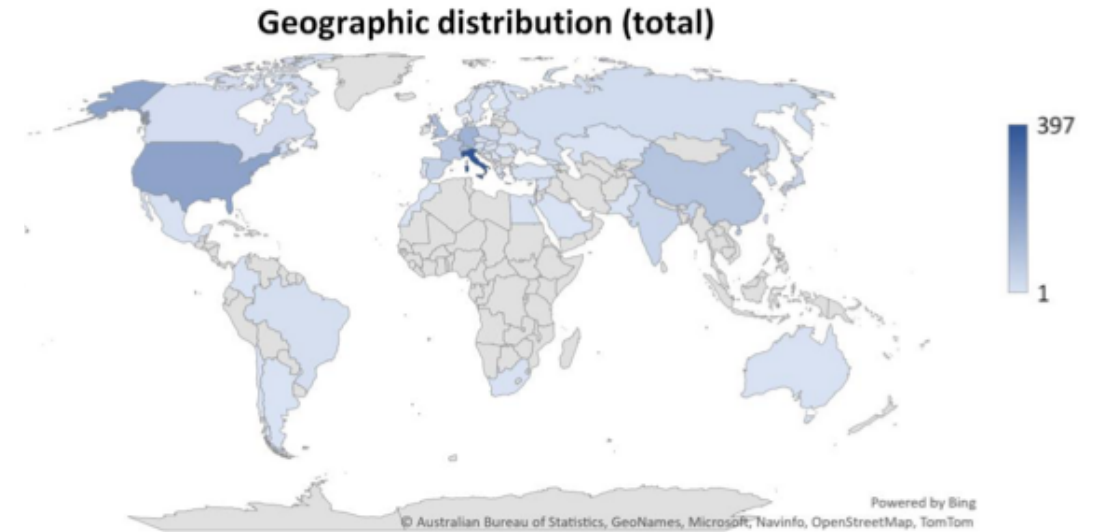 Geographic distribution (total)
397
1
Powered by Bing
© Australian Bureau of Statistics, GeoNames, Microsoft, Navinfo, OpenStreetMap, TomTom